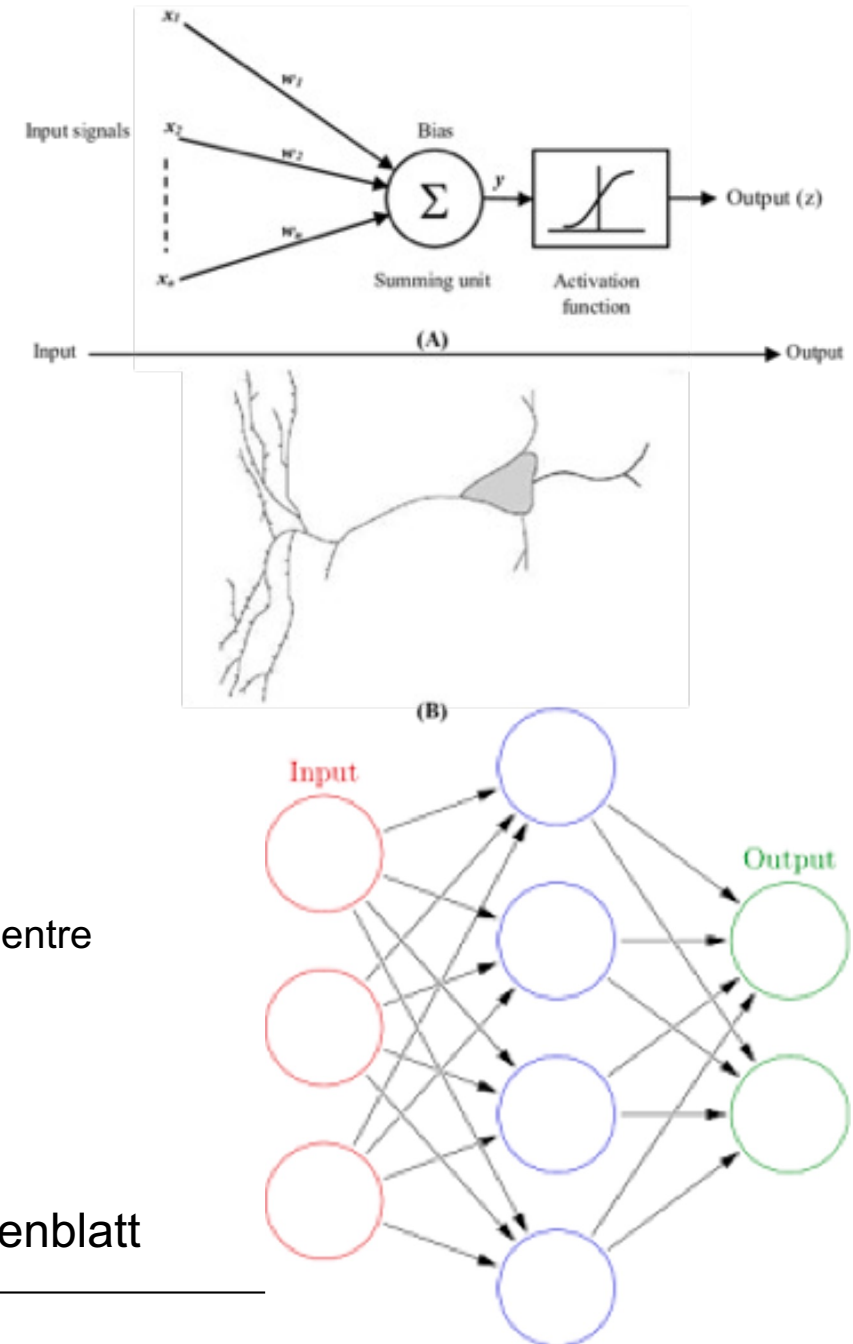 x₁
w₁
Input signals
x₂
w₂
Bias
Σ
y
Output (z)
wₙ
xₙ
Summing unit
Activation
function
(A)
Input
Output
(B)
Input
Output
entre
enblatt